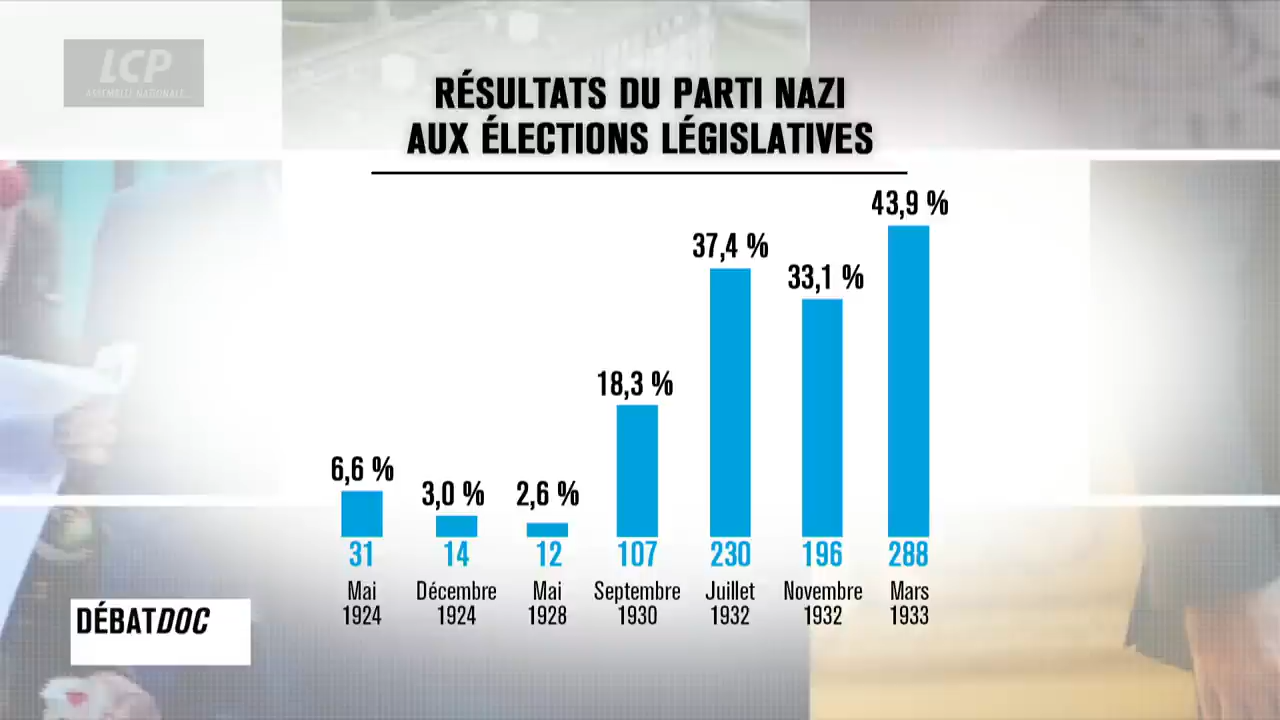 LCP
ASSEMBLÉE NATIONALE
RÉSULTATS DU PARTI NAZI
AUX ÉLECTIONS LÉGISLATIVES
6,6 %
3,0 %
2,6 %
18,3 %
37,4 %
33,1 %
43,9 %
31
14
12
107
230
196
288
Mai
1924
Décembre
1924
Mai
1928
Septembre
1930
Juillet
1932
Novembre
1932
Mars
1933
DÉBATDOC